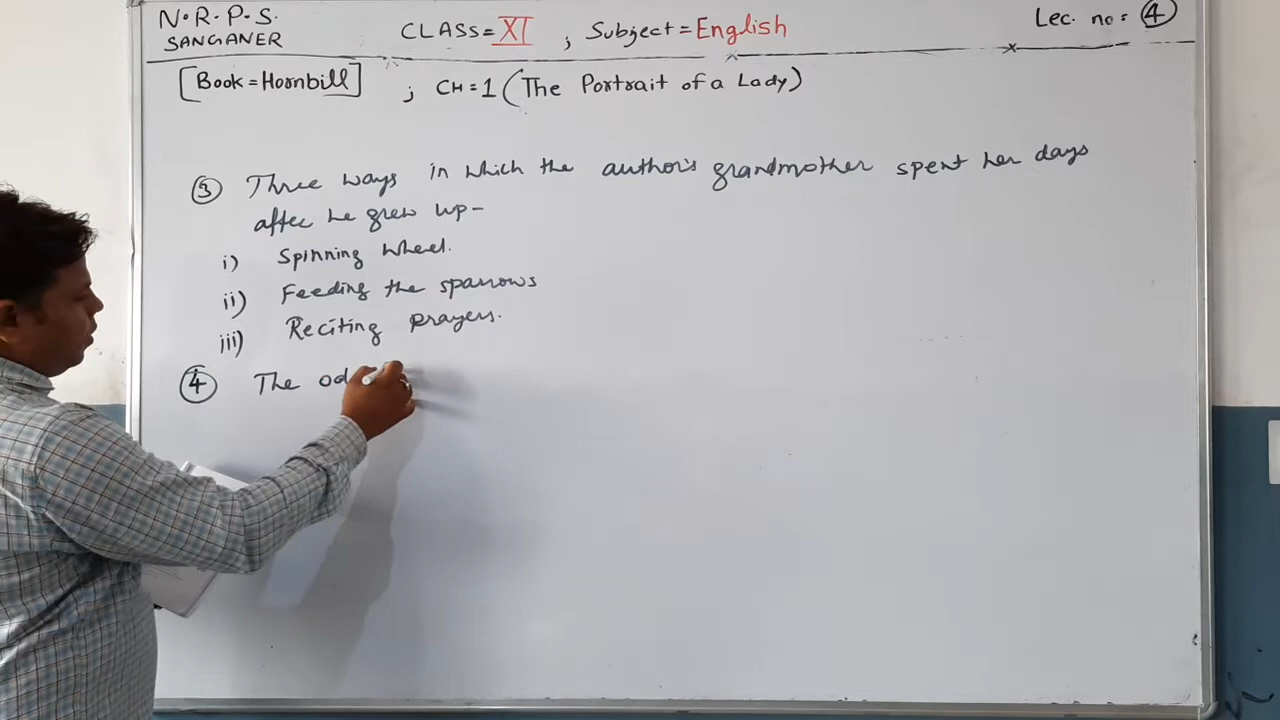 N.R.P.S.
SANGANER
CLASS=XI ; Subject=English
Lec. no: 4
[Book=Hornbill] ; CH=1 (The Portrait of a Lady)
3 Three ways in which the author's grandmother spent her days
after he grew up-
i) Spinning wheel.
ii) Feeding the sparrows
iii) Reciting prayers.
4 The od